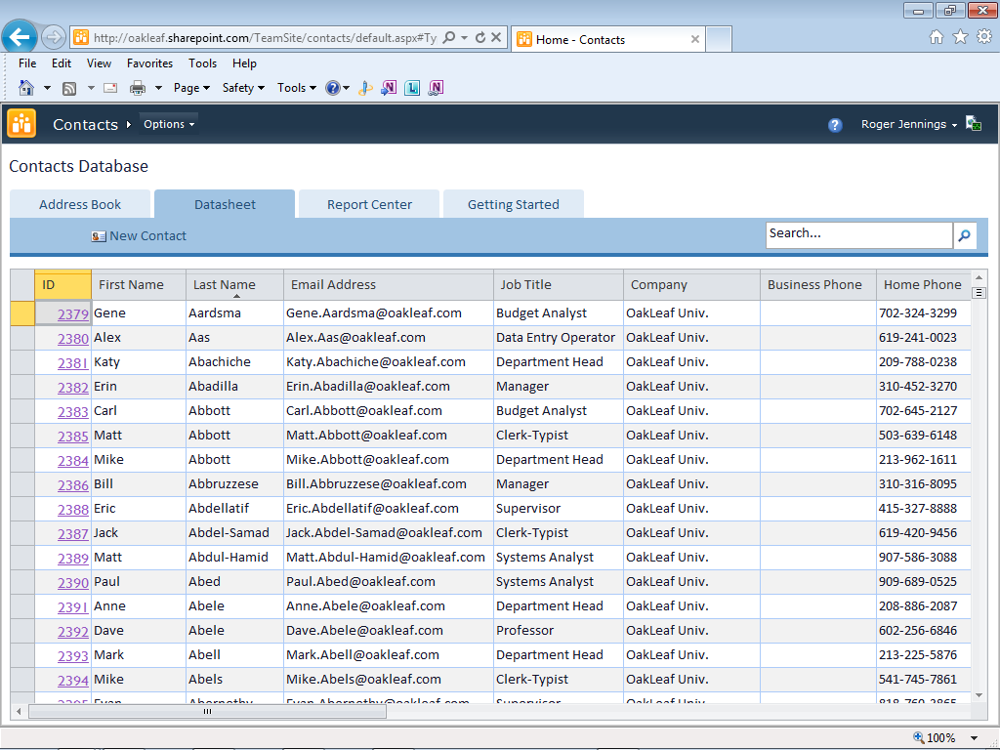 http://oakleaf.sharepoint.com/TeamSite/contacts/default.aspx#Ty
Home - Contacts
File Edit View Favorites Tools Help
Page Safety Tools
Contacts Options Roger Jennings
Contacts Database
Address Book Datasheet Report Center Getting Started
New Contact Search...
ID First Name Last Name Email Address Job Title Company Business Phone Home Phone
2379 Gene Aardsma Gene.Aardsma@oakleaf.com Budget Analyst OakLeaf Univ. 702-324-3299
2380 Alex Aas Alex.Aas@oakleaf.com Data Entry Operator OakLeaf Univ. 619-241-0023
2381 Katy Abachiche Katy.Abachiche@oakleaf.com Department Head OakLeaf Univ. 209-788-0238
2382 Erin Abadilla Erin.Abadilla@oakleaf.com Manager OakLeaf Univ. 310-452-3270
2383 Carl Abbott Carl.Abbott@oakleaf.com Budget Analyst OakLeaf Univ. 702-645-2127
2385 Matt Abbott Matt.Abbott@oakleaf.com Clerk-Typist OakLeaf Univ. 503-639-6148
2384 Mike Abbott Mike.Abbott@oakleaf.com Department Head OakLeaf Univ. 213-962-1611
2386 Bill Abbruzzese Bill.Abbruzzese@oakleaf.com Manager OakLeaf Univ. 310-316-8095
2388 Eric Abdellatif Eric.Abdellatif@oakleaf.com Supervisor OakLeaf Univ. 415-327-8888
2387 Jack Abdel-Samad Jack.Abdel-Samad@oakleaf.com Clerk-Typist OakLeaf Univ. 619-420-9456
2389 Matt Abdul-Hamid Matt.Abdul-Hamid@oakleaf.com Systems Analyst OakLeaf Univ. 907-586-3088
2390 Paul Abed Paul.Abed@oakleaf.com Systems Analyst OakLeaf Univ. 909-689-0525
2391 Anne Abele Anne.Abele@oakleaf.com Department Head OakLeaf Univ. 208-886-2087
2392 Dave Abele Dave.Abele@oakleaf.com Professor OakLeaf Univ. 602-256-6846
2393 Mark Abell Mark.Abell@oakleaf.com Department Head OakLeaf Univ. 213-225-5876
2394 Mike Abels Mike.Abels@oakleaf.com Clerk-Typist OakLeaf Univ. 541-745-7861
100%